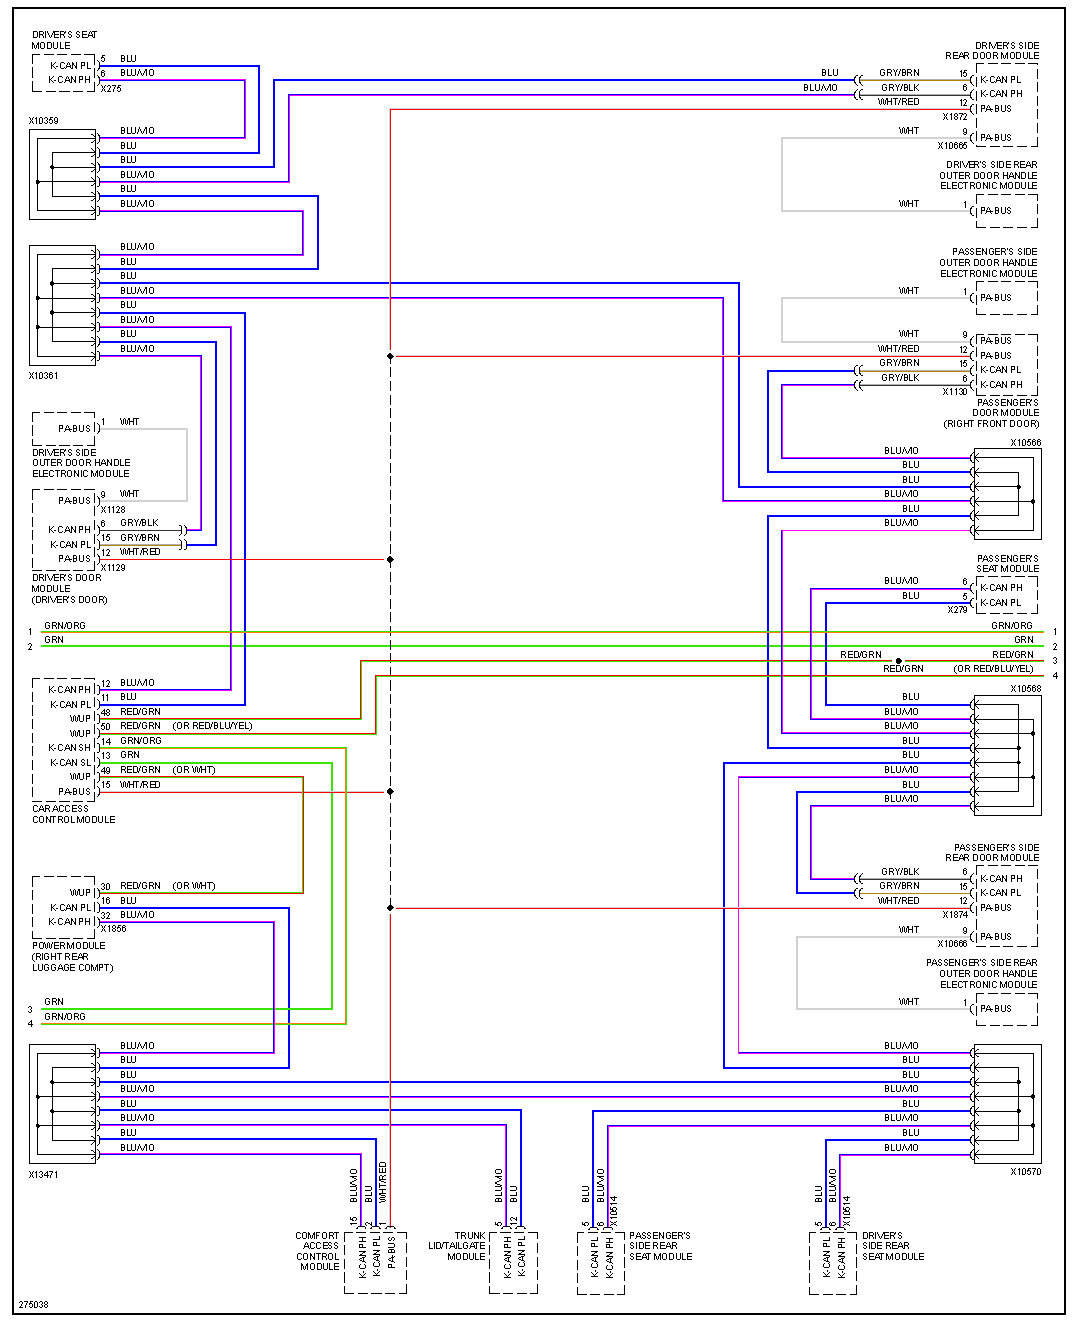 DRIVER'S SEAT
MODULE
K-CAN PL 5 BLU
K-CAN PH 6 BLU/VIO
X275
X10359
BLU/VIO
BLU
BLU
BLU/VIO
BLU
BLU/VIO
X10361
BLU/VIO
BLU
BLU
BLU/VIO
BLU
BLU/VIO
BLU
BLU/VIO
PA-BUS 1 WHT
DRIVER'S SIDE
OUTER DOOR HANDLE
ELECTRONIC MODULE
PA-BUS 9 WHT
X1128
K-CAN PH 6 GRY/BLK
K-CAN PL 15 GRY/BRN
PA-BUS 12 WHT/RED
X1129
DRIVER'S DOOR
MODULE
(DRIVER'S DOOR)
1 GRN/ORG
2 GRN
K-CAN PH 12 BLU/VIO
K-CAN PL 11 BLU
WUP 48 RED/GRN
WUP 50 RED/GRN (OR RED/BLU/YEL)
K-CAN SH 14 GRN/ORG
K-CAN SL 13 GRN
WUP 49 RED/GRN (OR WHT)
PA-BUS 15 WHT/RED
CAR ACCESS
CONTROL MODULE
WUP 30 RED/GRN (OR WHT)
K-CAN PL 16 BLU
K-CAN PH 32 BLU/VIO
X1856
POWER MODULE
(RIGHT REAR
LUGGAGE COMPT)
3 GRN
4 GRN/ORG
BLU/VIO
BLU
BLU
BLU/VIO
BLU
BLU/VIO
BLU
BLU/VIO
X13471
DRIVER'S SIDE
REAR DOOR MODULE
BLU GRY/BRN 15 K-CAN PL
BLU/VIO GRY/BLK 6 K-CAN PH
WHT/RED 12 PA-BUS
X1872
WHT 9 PA-BUS
X10665
DRIVER'S SIDE REAR
OUTER DOOR HANDLE
ELECTRONIC MODULE
WHT 1 PA-BUS
PASSENGER'S SIDE
OUTER DOOR HANDLE
ELECTRONIC MODULE
WHT 1 PA-BUS
WHT 9 PA-BUS
WHT/RED 12 PA-BUS
GRY/BRN 15 K-CAN PL
GRY/BLK 6 K-CAN PH
X1130
PASSENGER'S
DOOR MODULE
(RIGHT FRONT DOOR)
X10566
BLU/VIO
BLU
BLU
BLU/VIO
BLU
BLU/VIO
PASSENGER'S
SEAT MODULE
BLU/VIO 6 K-CAN PH
BLU 5 K-CAN PL
X279
GRN/ORG 1
GRN 2
RED/GRN RED/GRN 3
RED/GRN (OR RED/BLU/YEL) 4
X10568
BLU
BLU/VIO
BLU/VIO
BLU
BLU
BLU/VIO
BLU
BLU/VIO
PASSENGER'S SIDE
REAR DOOR MODULE
GRY/BLK 6 K-CAN PH
GRY/BRN 15 K-CAN PL
WHT/RED 12 PA-BUS
X1874
WHT 9 PA-BUS
X10666
PASSENGER'S SIDE REAR
OUTER DOOR HANDLE
ELECTRONIC MODULE
WHT 1 PA-BUS
BLU/VIO
BLU
BLU
BLU/VIO
BLU
BLU/VIO
BLU
BLU/VIO
X10570
BLU/VIO 15 K-CAN PH
BLU 2 K-CAN PL
WHT/RED 1 PA-BUS
COMFORT
ACCESS
CONTROL
MODULE
BLU/VIO 5 K-CAN PH
BLU 12 K-CAN PL
TRUNK
LID/TAILGATE
MODULE
BLU 5 K-CAN PL
BLU/VIO 6 K-CAN PH
X10514
PASSENGER'S
SIDE REAR
SEAT MODULE
BLU 5 K-CAN PL
BLU/VIO 6 K-CAN PH
X10514
DRIVER'S
SIDE REAR
SEAT MODULE
275038